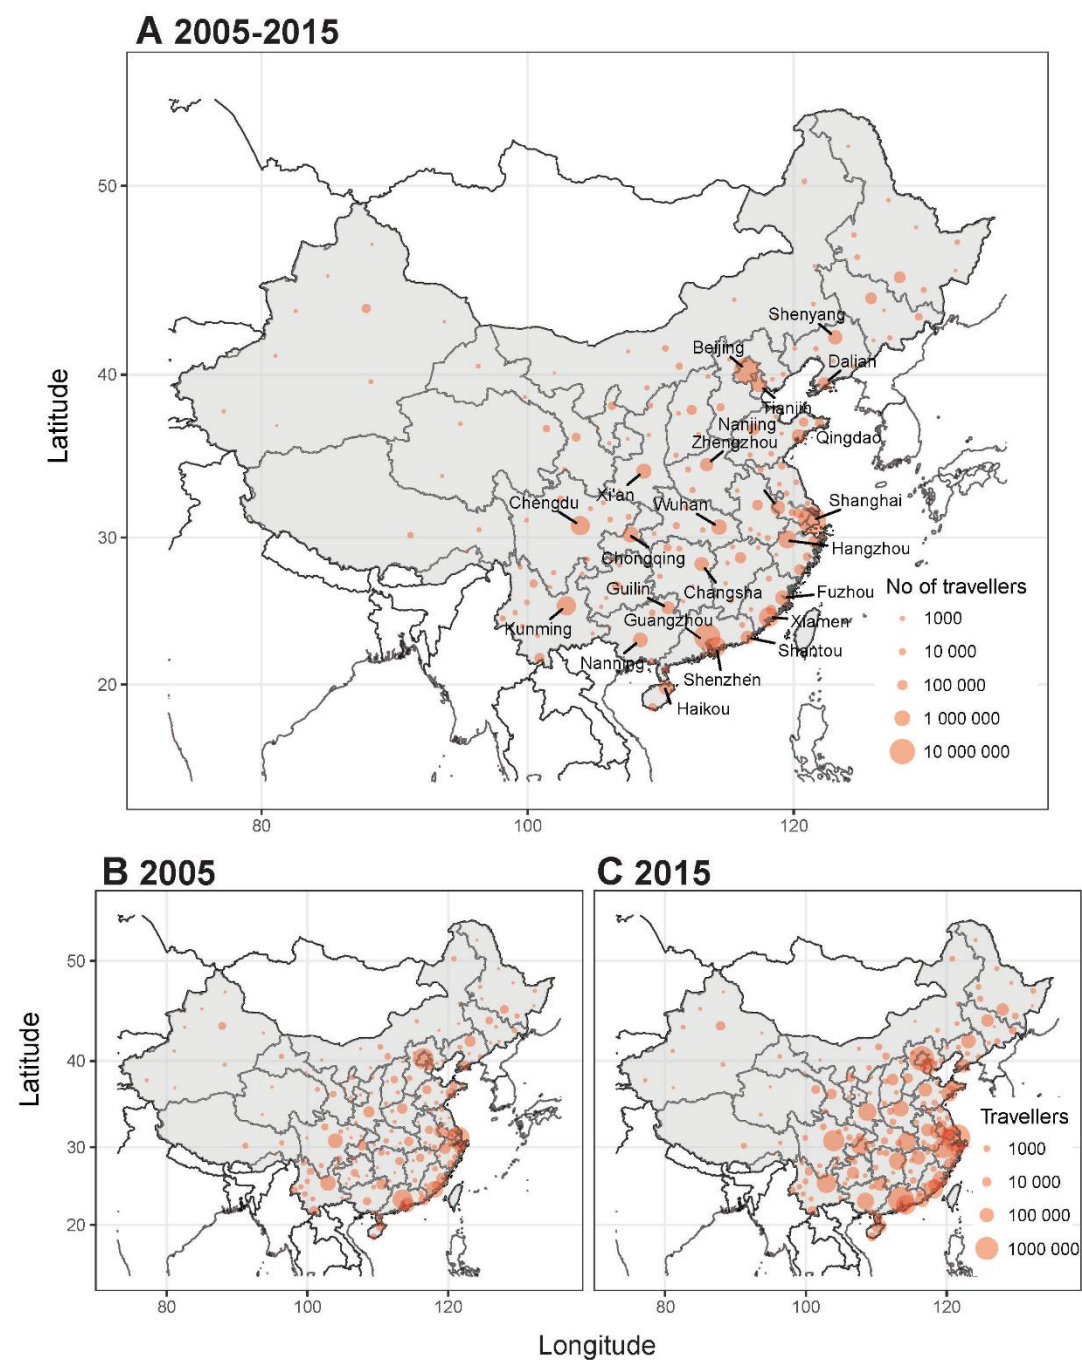 A 2005-2015
Latitude
50
40
30
20
Shenyang
Beijing
Dalian
Tianjin
Nanjing
Qingdao
Zhengzhou
Xi'an
Wuhan
Shanghai
Chengdu
Hangzhou
Chongqing
Guilin
Changsha
Fuzhou
Guangzhou
Xiamen
Kunming
Shantou
Nanning
Shenzhen
Haikou
No of travellers
1000
10 000
100 000
1 000 000
10 000 000
80 100 120
B 2005
Latitude
50
40
30
20
80 100 120
C 2015
Travellers
1000
10 000
100 000
1000 000
80 100 120
Longitude